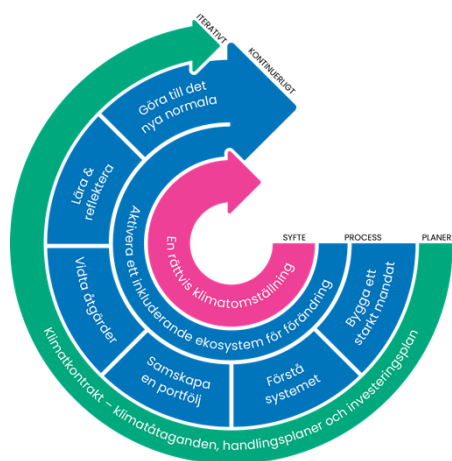 ITERATIVT
KONTINUERLIGT
Göra till det
nya normala
Lära &
reflektera
Vidta åtgärder
Samskapa
en portfölj
Förstå
systemet
Bygga ett
starkt mandat
Aktivera ett inkluderande ekosystem för förändring
En rättvis klimatomställning
SYFTE
PROCESS
PLANER
Klimatkontrakt – klimatåtaganden, handlingsplaner och investeringsplan